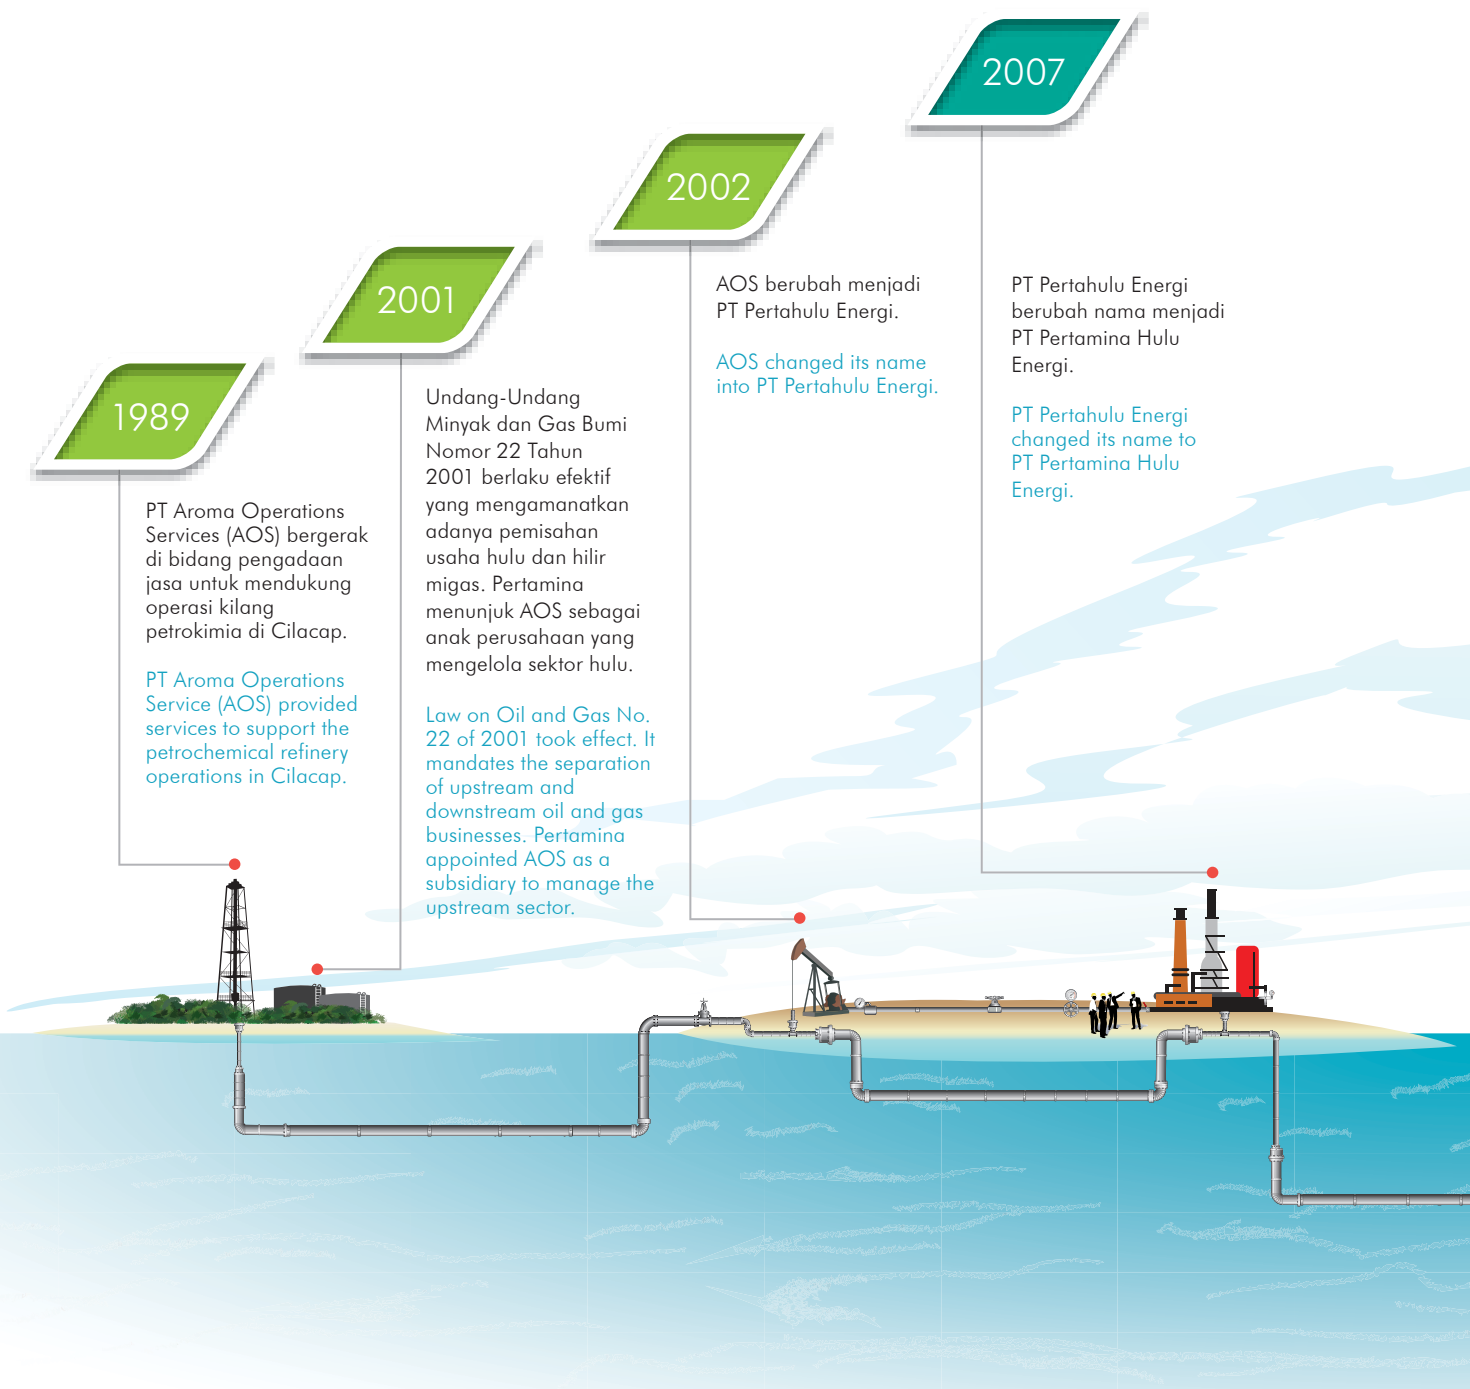 1989
PT Aroma Operations
Services (AOS) bergerak
di bidang pengadaan
jasa untuk mendukung
operasi kilang
petrokimia di Cilacap.
PT Aroma Operations
Service (AOS) provided
services to support the
petrochemical refinery
operations in Cilacap.
2001
Undang-Undang
Minyak dan Gas Bumi
Nomor 22 Tahun
2001 berlaku efektif
yang mengamanatkan
adanya pemisahan
usaha hulu dan hilir
migas. Pertamina
menunjuk AOS sebagai
anak perusahaan yang
mengelola sektor hulu.
Law on Oil and Gas No.
22 of 2001 took effect. It
mandates the separation
of upstream and
downstream oil and gas
businesses. Pertamina
appointed AOS as a
subsidiary to manage the
upstream sector.
2002
AOS berubah menjadi
PT Pertahulu Energi.
AOS changed its name
into PT Pertahulu Energi.
2007
PT Pertahulu Energi
berubah nama menjadi
PT Pertamina Hulu
Energi.
PT Pertahulu Energi
changed its name to
PT Pertamina Hulu
Energi.